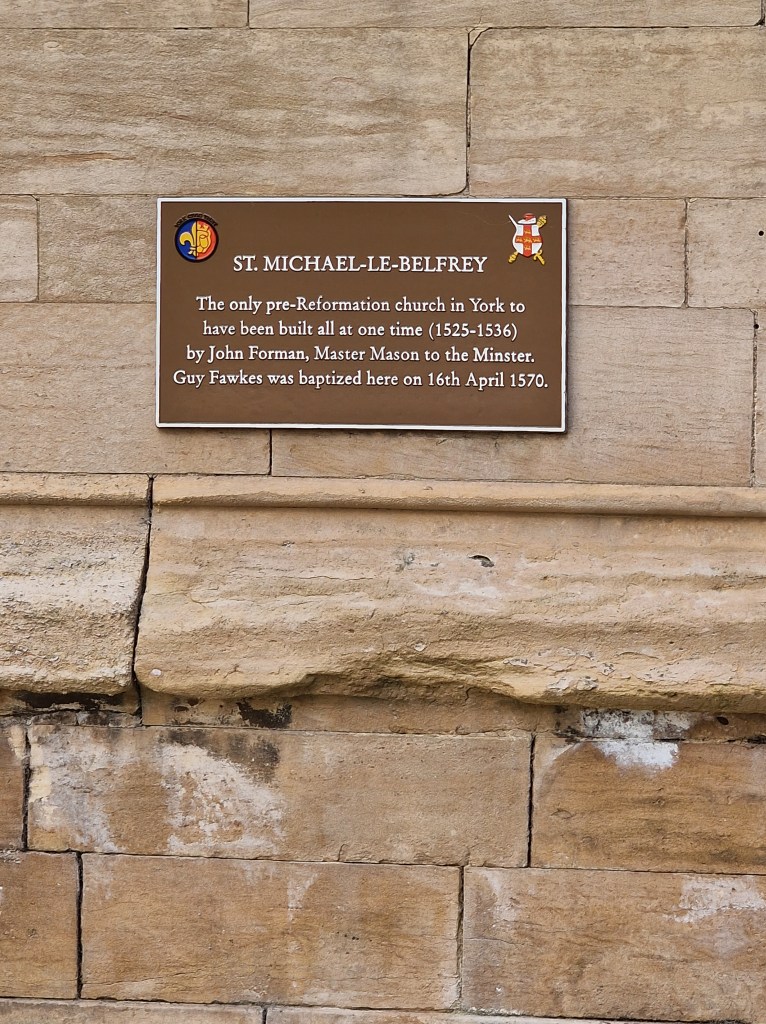 ST. MICHAEL-LE-BELFREY
The only pre-Reformation church in York to
have been built all at one time (1525-1536)
by John Forman, Master Mason to the Minster.
Guy Fawkes was baptized here on 16th April 1570.